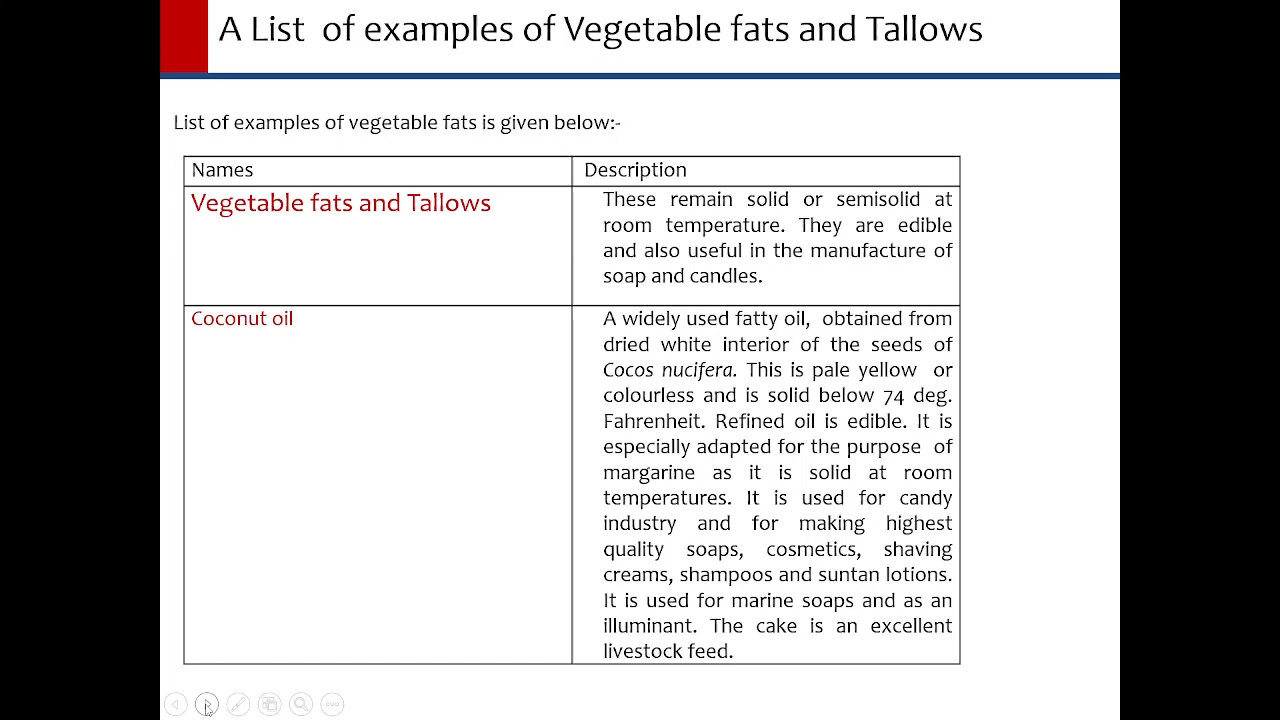 A List of examples of Vegetable fats and Tallows
List of examples of vegetable fats is given below:-
Names
Description
Vegetable fats and Tallows
These remain solid or semisolid at
room temperature. They are edible
and also useful in the manufacture of
soap and candles.
Coconut oil
A widely used fatty oil, obtained from
dried white interior of the seeds of
Cocos nucifera. This is pale yellow or
colourless and is solid below 74 deg.
Fahrenheit. Refined oil is edible. It is
especially adapted for the purpose of
margarine as it is solid at room
temperatures. It is used for candy
industry and for making highest
quality soaps, cosmetics, shaving
creams, shampoos and suntan lotions.
It is used for marine soaps and as an
illuminant. The cake is an excellent
livestock feed.